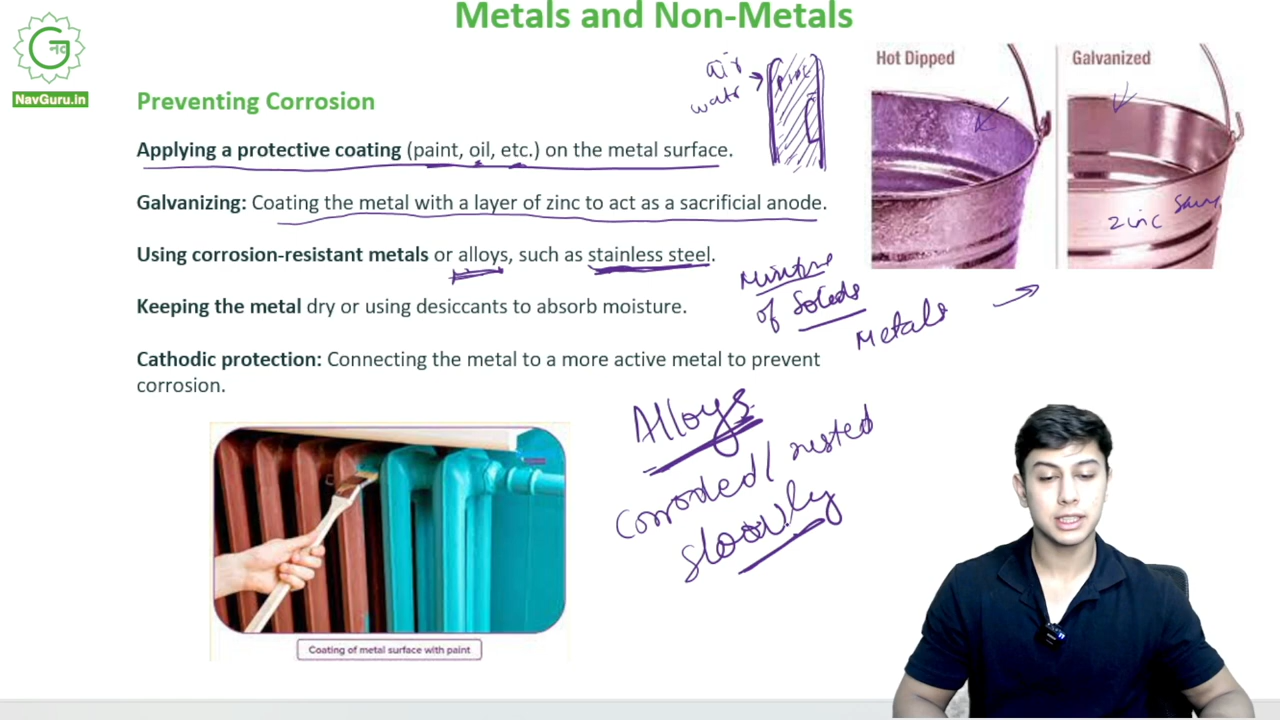 Metals and Non-Metals
नव
NavGuru.in
Preventing Corrosion
Applying a protective coating (paint, oil, etc.) on the metal surface.
Galvanizing: Coating the metal with a layer of zinc to act as a sacrificial anode.
Using corrosion-resistant metals or alloys, such as stainless steel.
Keeping the metal dry or using desiccants to absorb moisture.
Cathodic protection: Connecting the metal to a more active metal to prevent
corrosion.
air
water
Hot Dipped
Galvanized
zinc
Mixture
of Solids
Metals
Alloys
corroded/ rusted
slowly
Coating of metal surface with paint